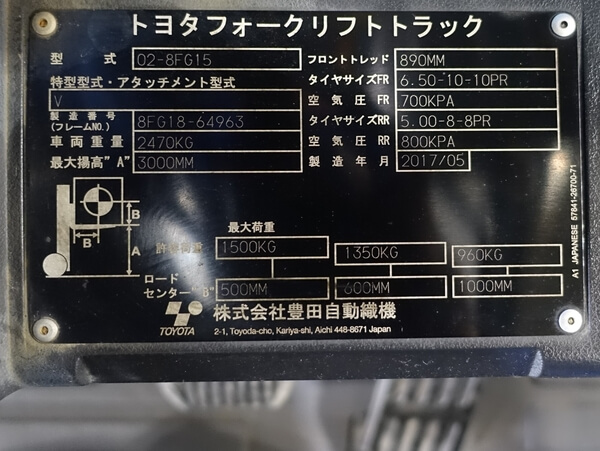 トヨタフォークリフトトラック
型式 02-8FG15 フロントトレッド 890MM
特型型式・アタッチメント型式 タイヤサイズFR 6.50-10-10PR
V 空気圧 FR 700KPA
製造番号 (フレームNO.) 8FG18-64963 タイヤサイズRR 5.00-8-8PR
車両重量 2470KG 空気圧 RR 800KPA
最大揚高"A" 3000MM 製造年月 2017/05
B
B
A
最大荷重
許容荷重 1500KG 1350KG 960KG
ロードセンター"B" 500MM 600MM 1000MM
TOYOTA 株式会社豊田自動織機
2-1, Toyoda-cho, Kariya-shi, Aichi 448-8671 Japan
A1 JAPANESE 57841-26700-71